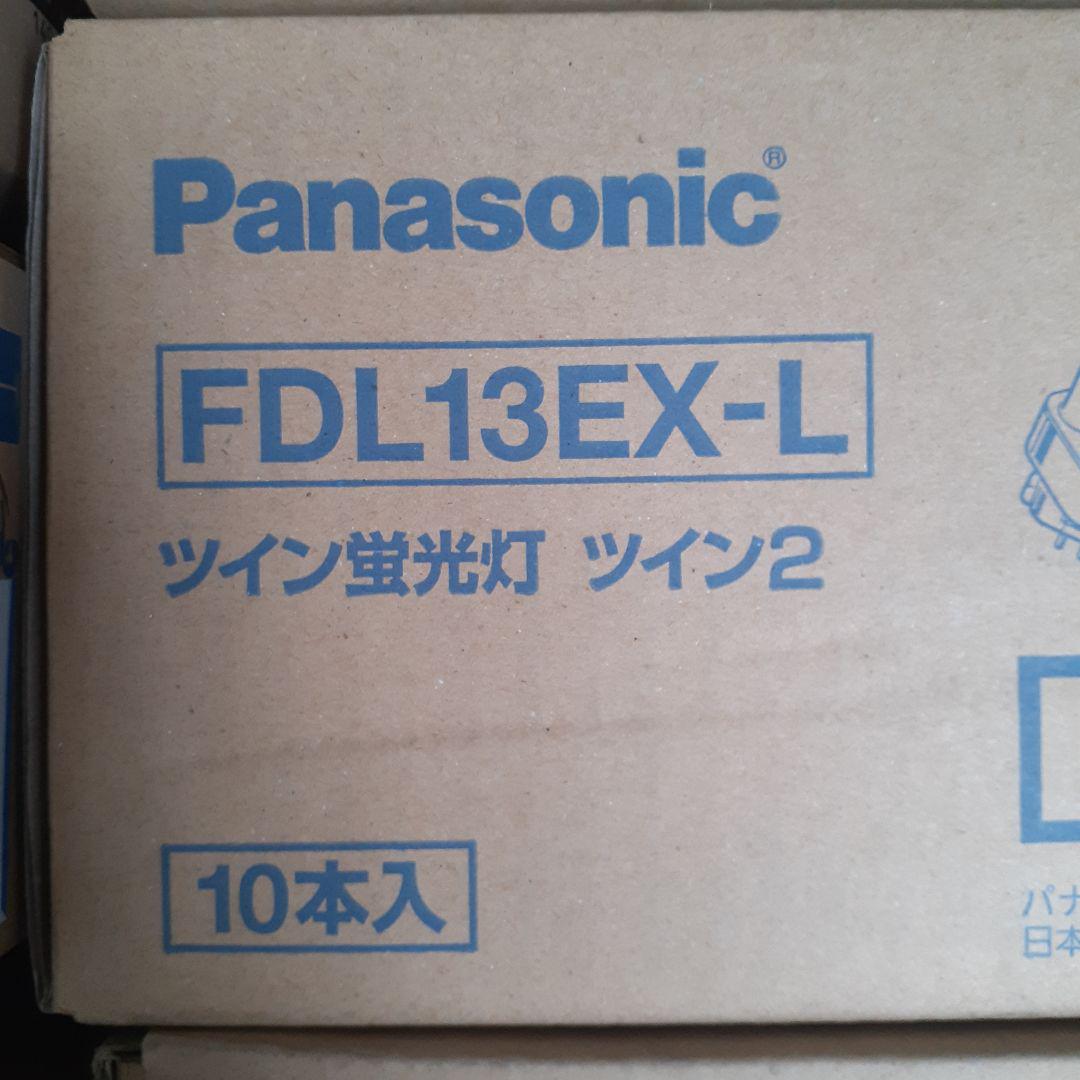 Panasonic®
FDL13EX-L
ツイン蛍光灯 ツイン2
10本入
パナ
日本